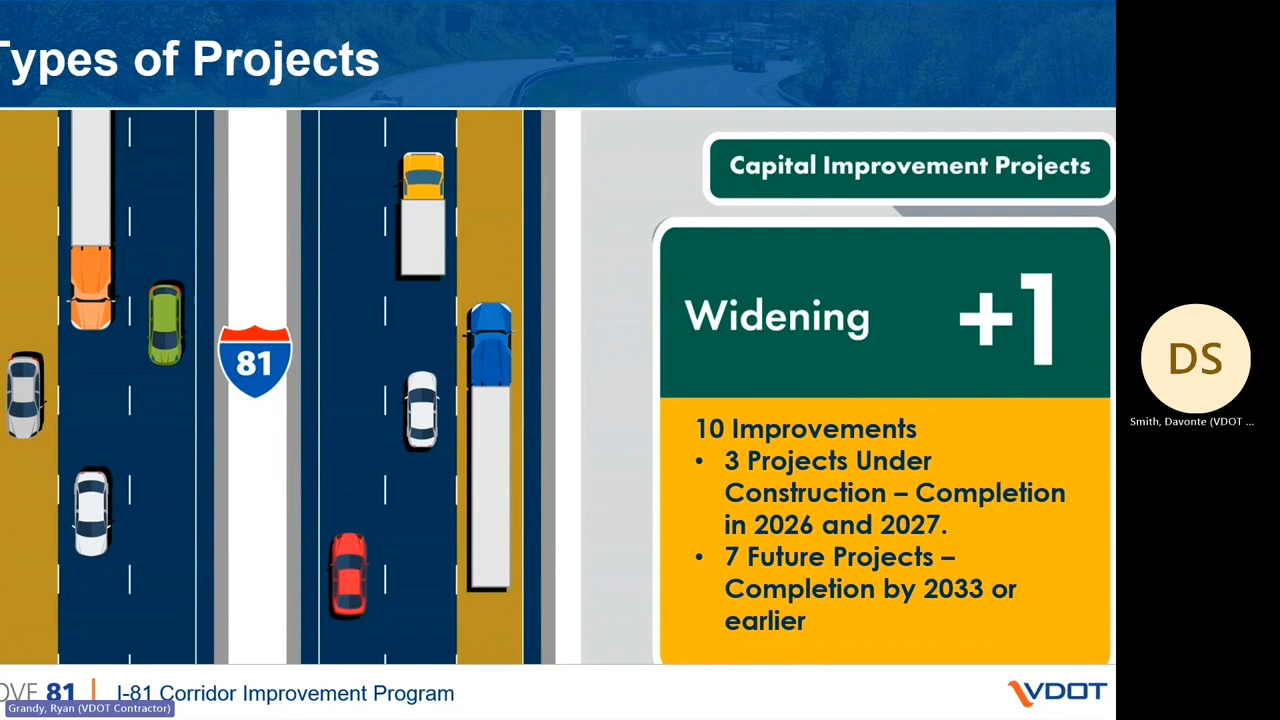 Types of Projects
Capital Improvement Projects
Widening +1
10 Improvements
• 3 Projects Under
Construction – Completion
in 2026 and 2027.
• 7 Future Projects –
Completion by 2033 or
earlier
81
DS
Smith, Davonte (VDOT ...
OVE 81 | I-81 Corridor Improvement Program
VDOT
Grandy, Ryan (VDOT Contractor)